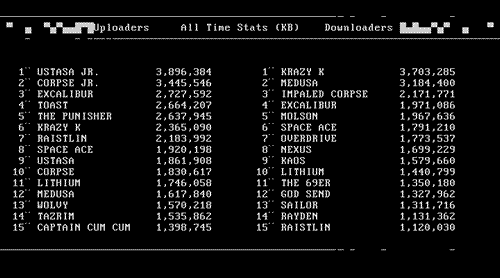 Uploaders All Time Stats (KB) Downloaders
1 USTASA JR. 3,896,384 1 KRAZY K 3,703,285
2 CORPSE JR. 3,445,546 2 MEDUSA 3,184,400
3 EXCALIBUR 2,727,592 3 IMPALED CORPSE 2,171,771
4 TOAST 2,664,207 4 EXCALIBUR 1,971,086
5 THE PUNISHER 2,637,945 5 MOLSON 1,967,636
6 KRAZY K 2,365,090 6 SPACE ACE 1,791,210
7 RAISTLIN 2,183,992 7 OVERDRIVE 1,773,537
8 SPACE ACE 1,920,198 8 NEXUS 1,699,229
9 USTASA 1,861,908 9 KAOS 1,579,660
10 CORPSE 1,830,617 10 LITHIUM 1,440,799
11 LITHIUM 1,746,058 11 THE 69ER 1,350,180
12 MEDUSA 1,617,840 12 GOD SEND 1,327,962
13 WOLVY 1,570,218 13 SAILOR 1,311,716
14 TAZRIM 1,535,862 14 RAYDEN 1,131,362
15 CAPTAIN CUM CUM 1,398,745 15 RAISTLIN 1,120,030